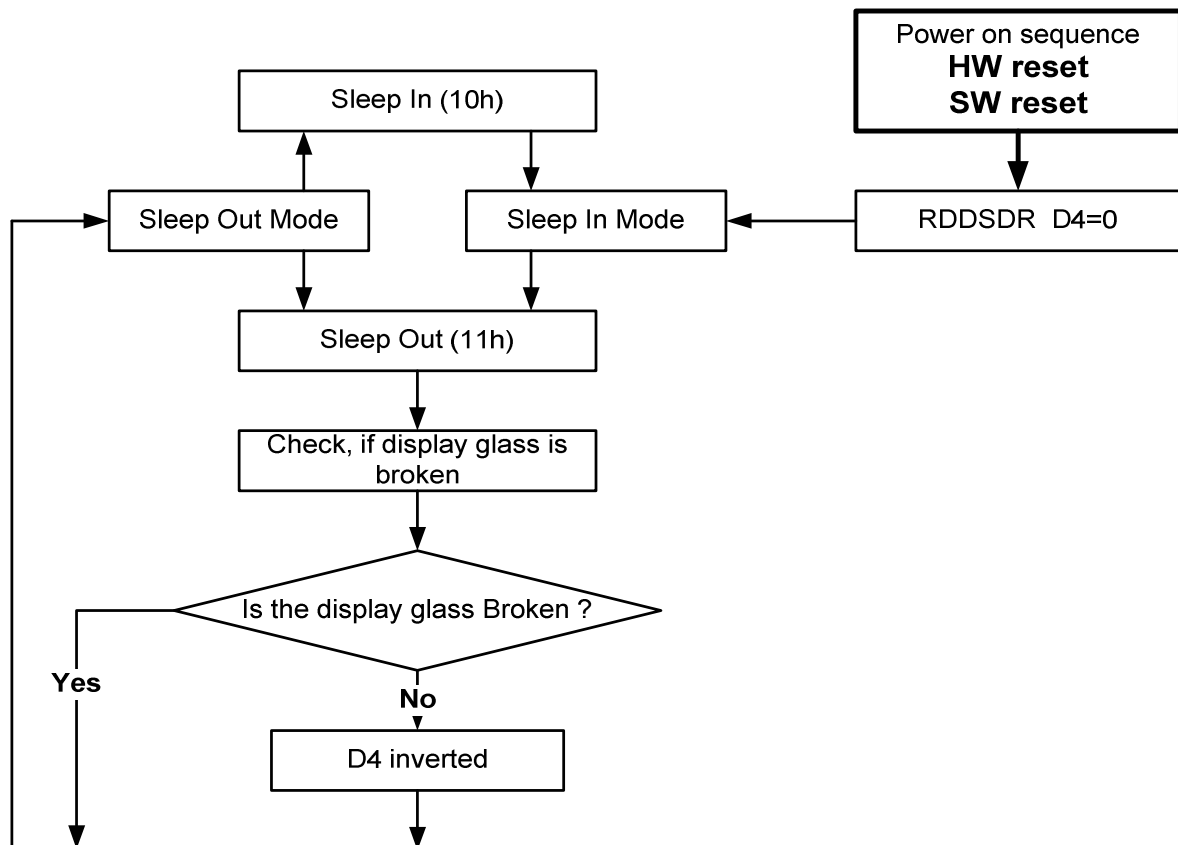 Power on sequence
HW reset
SW reset
Sleep In (10h)
Sleep Out Mode
Sleep In Mode
RDDSDR D4=0
Sleep Out (11h)
Check, if display glass is
broken
Is the display glass Broken ?
Yes
No
D4 inverted